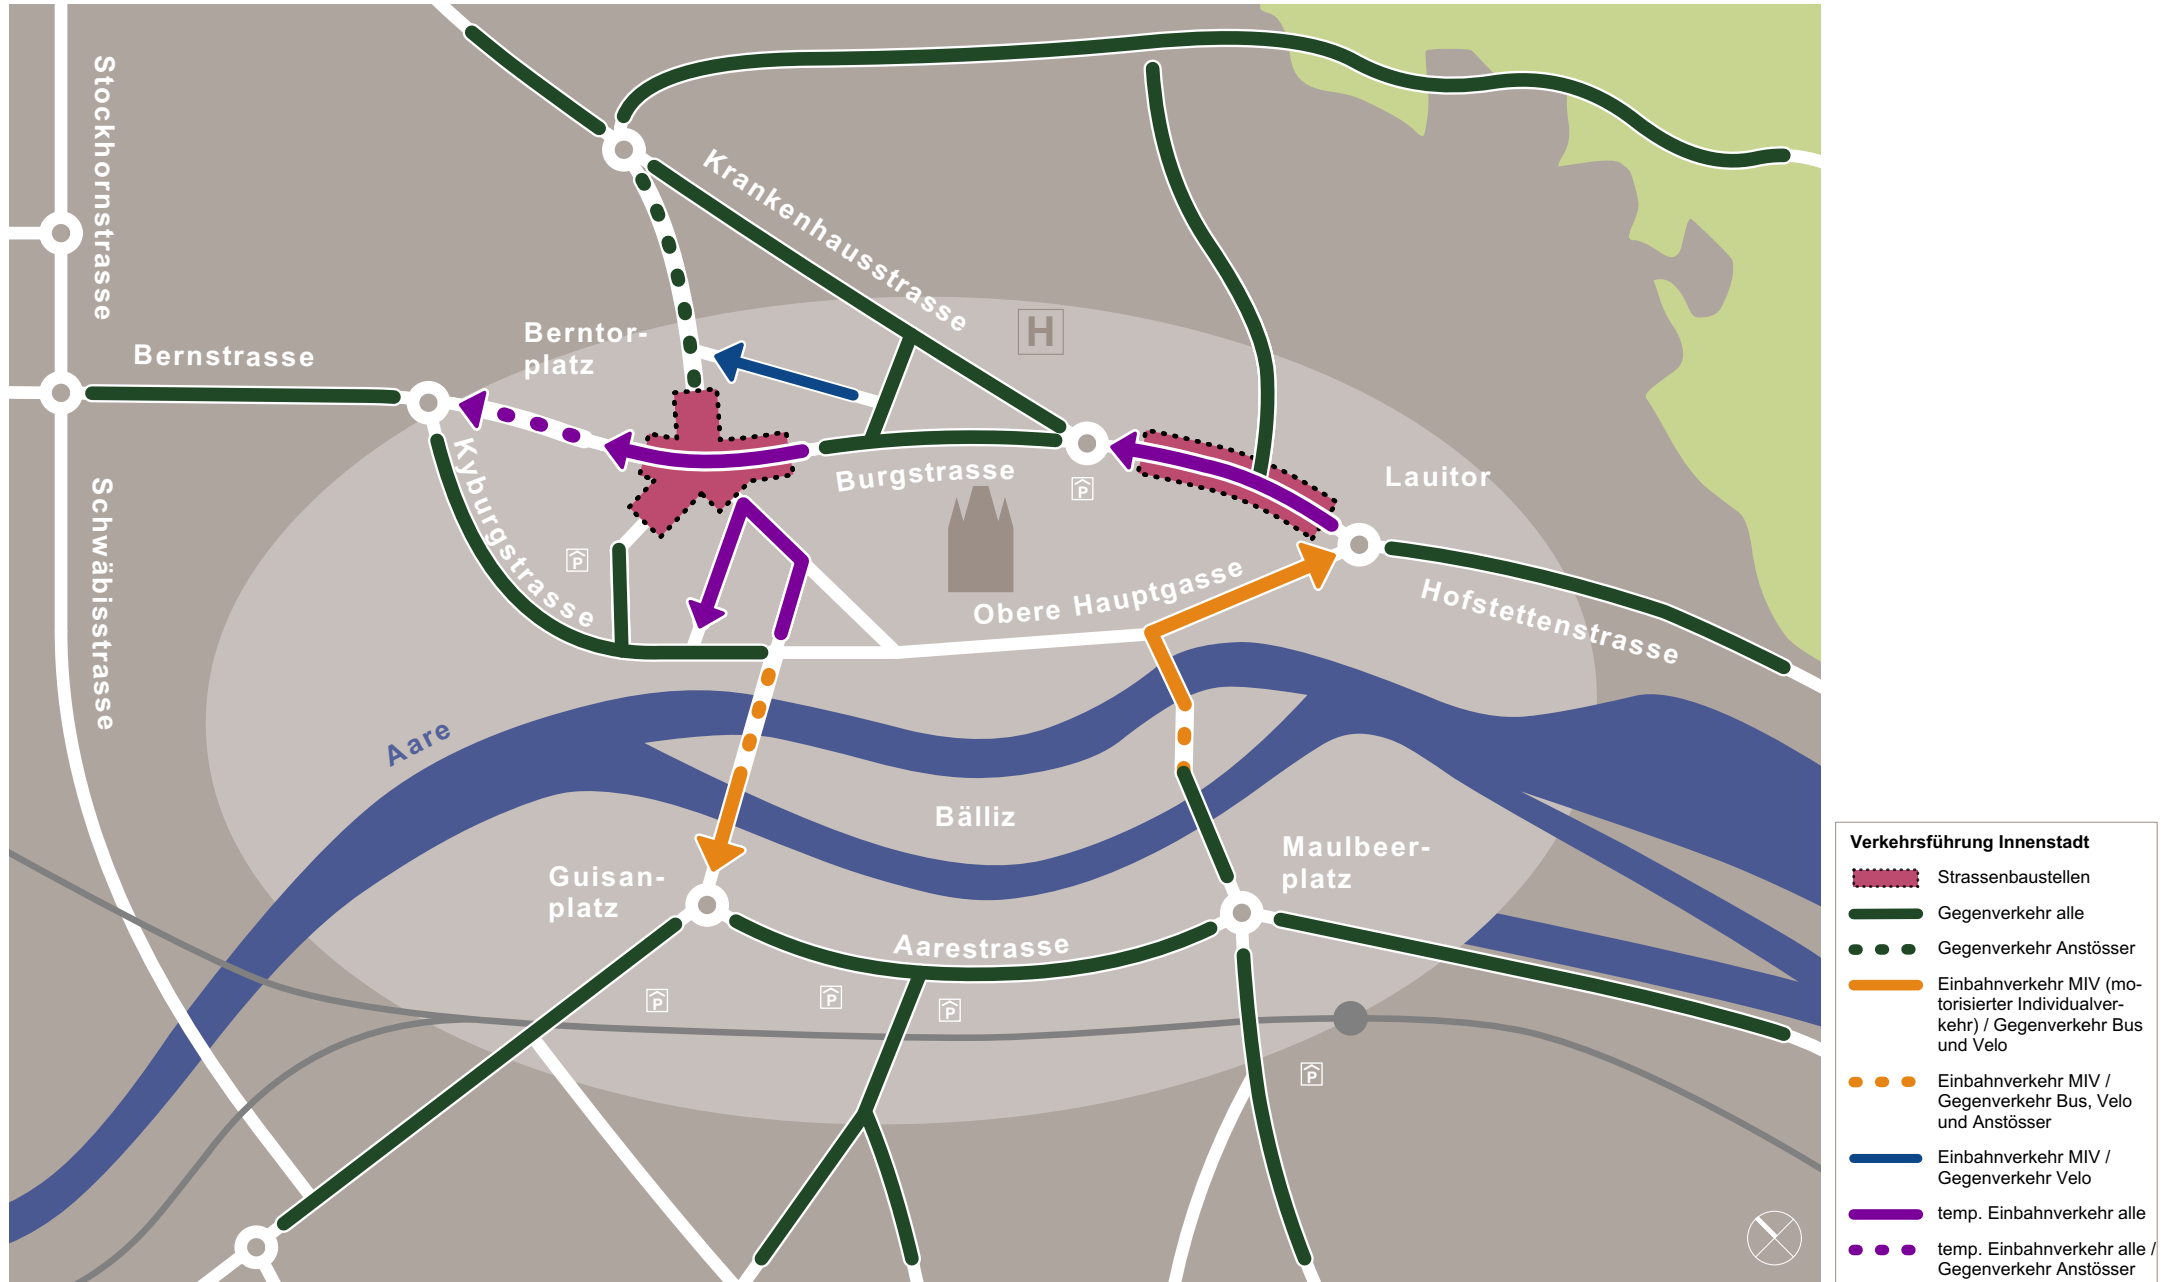 Stockhornstrasse
Krankenhausstrasse
H
Berntor-
platz
Bernstrasse
Kyburgstrasse
Burgstrasse
P
Lauitor
Schwäbisstrasse
P
Obere Hauptgasse
Hofstettenstrasse
Aare
Bälliz
Maulbeer-
platz
Guisan-
platz
Aarestrasse
P
P
P
P
Verkehrsführung Innenstadt
Strassenbaustellen
Gegenverkehr alle
Gegenverkehr Anstösser
Einbahnverkehr MIV (mo-
torisierter Individualver-
kehr) / Gegenverkehr Bus
und Velo
Einbahnverkehr MIV /
Gegenverkehr Bus, Velo
und Anstösser
Einbahnverkehr MIV /
Gegenverkehr Velo
temp. Einbahnverkehr alle
temp. Einbahnverkehr alle /
Gegenverkehr Anstösser